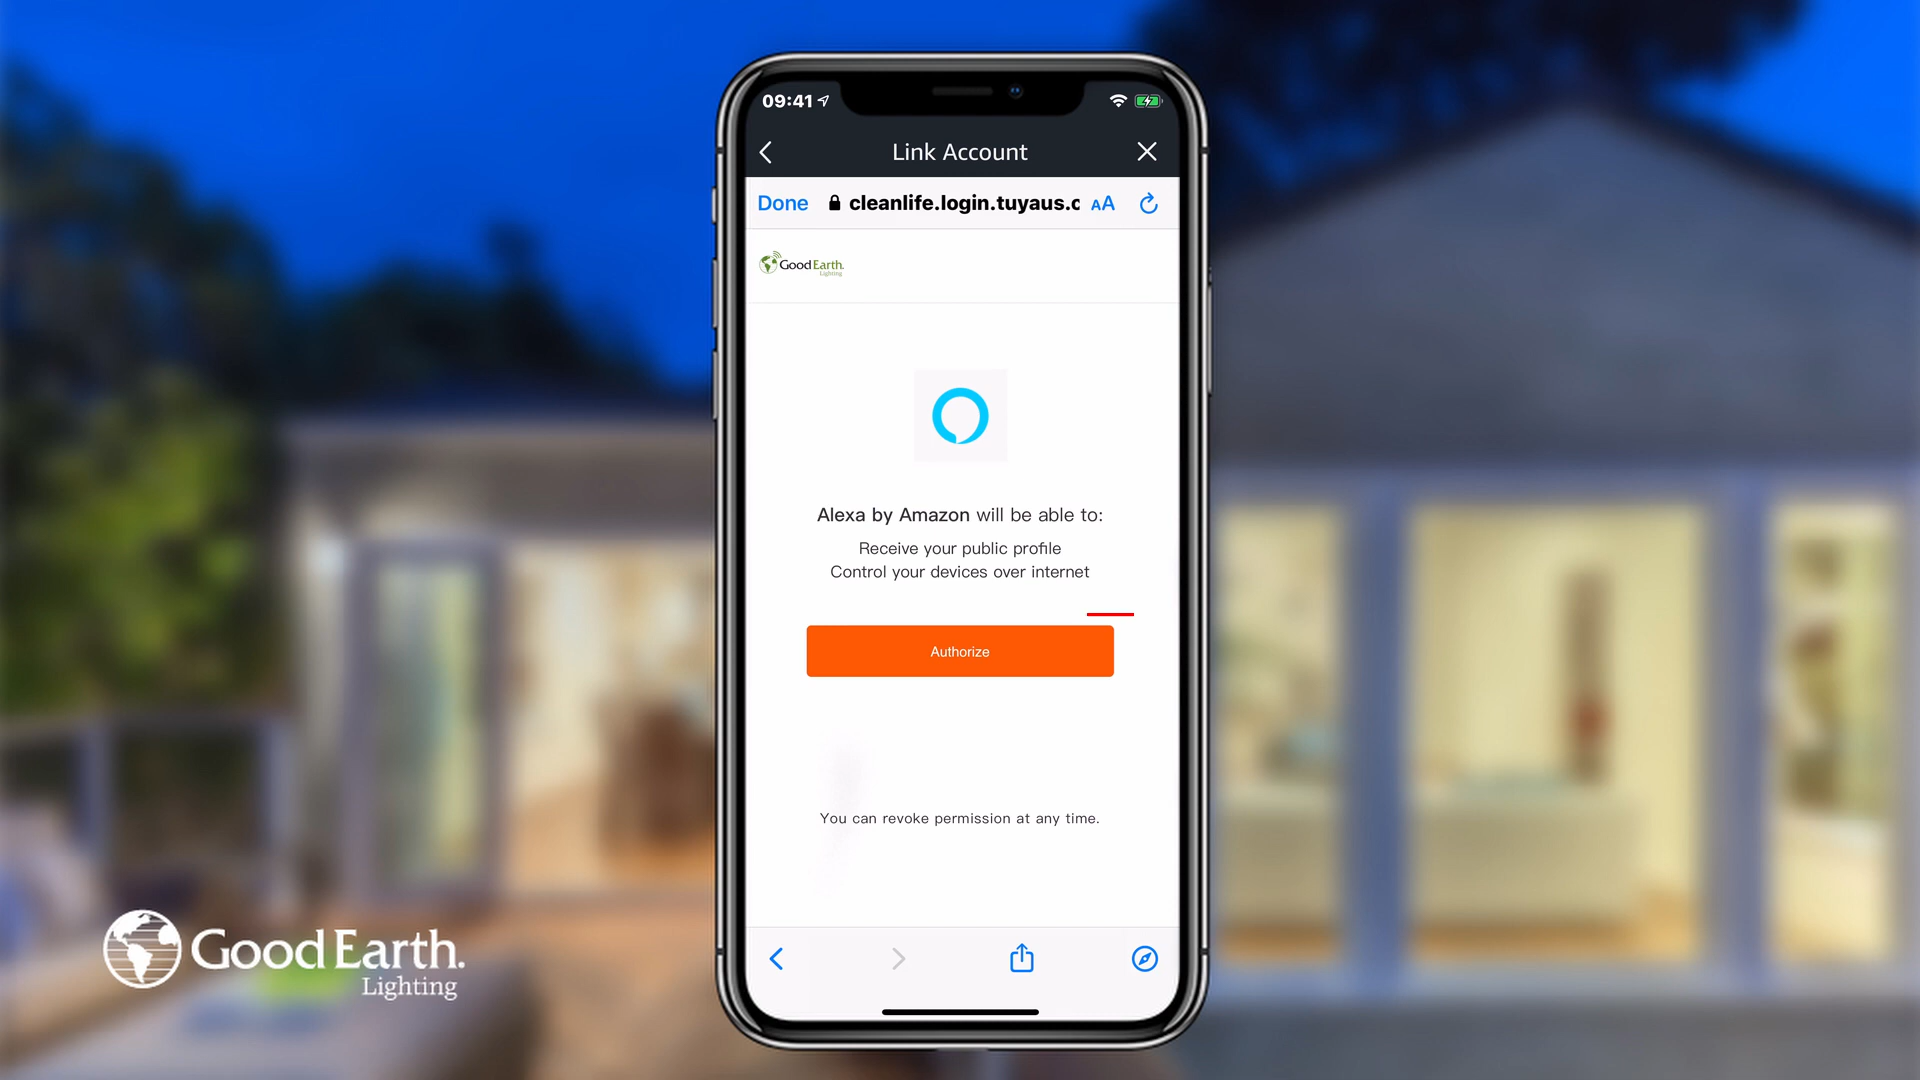 09:41
Link Account
Done cleanlife.login.tuyaus.c AA
Good Earth.
Lighting
Alexa by Amazon will be able to:
Receive your public profile
Control your devices over internet
Authorize
You can revoke permission at any time.
Good Earth.
Lighting